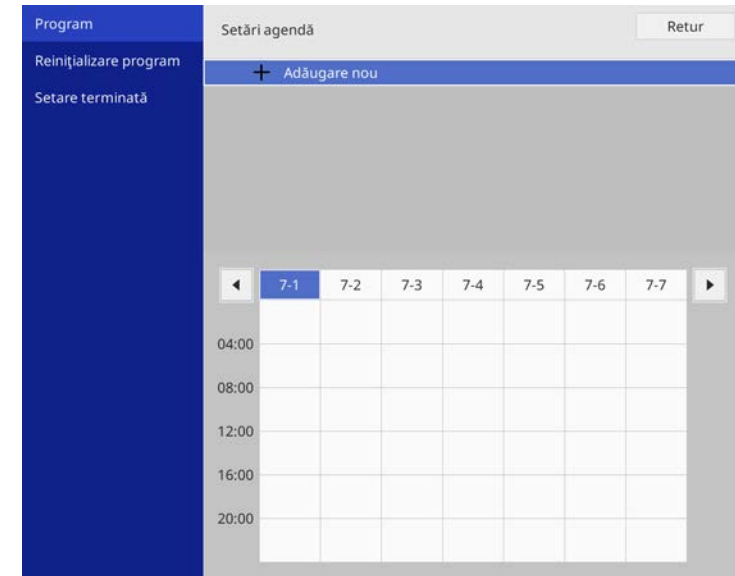 Program
Reiniţializare program
Setare terminată
Setări agendă
Retur
+ Adăugare nou
7-1 7-2 7-3 7-4 7-5 7-6 7-7
04:00
08:00
12:00
16:00
20:00